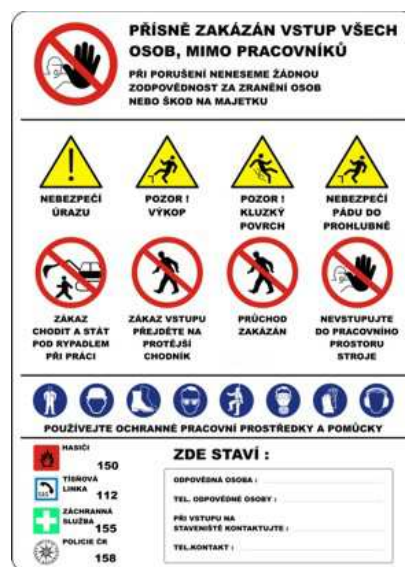 PŘÍSNĚ ZAKÁZÁN VSTUP VŠECH
OSOB, MIMO PRACOVNÍKŮ
PŘI PORUŠENÍ NENESEME ŽÁDNOU
ZODPOVĚDNOST ZA ZRANĚNÍ OSOB
NEBO ŠKOD NA MAJETKU
NEBEZPEČÍ
ÚRAZU
POZOR !
VÝKOP
POZOR !
KLUZKÝ
POVRCH
NEBEZPEČÍ
PÁDU DO
PROHLUBNĚ
ZÁKAZ
CHODIT A STÁT
POD RYPADLEM
PŘI PRÁCI
ZÁKAZ VSTUPU
PŘEJDĚTE NA
PROTĚJŠÍ
CHODNÍK
PRŮCHOD
ZAKÁZÁN
NEVSTUPUJTE
DO PRACOVNÍHO
PROSTORU
STROJE
POUŽÍVEJTE OCHRANNÉ PRACOVNÍ PROSTŘEDKY A POMŮCKY
HASIČI
150
TÍSŇOVÁ
LINKA
112
SOS
ZÁCHRANNÁ
SLUŽBA
155
POLICIE ČR
158
ZDE STAVÍ :
ODPOVĚDNÁ OSOBA :
TEL. ODPOVĚDNÉ OSOBY :
PŘI VSTUPU NA
STAVENIŠTĚ KONTAKTUJTE :
TEL.KONTAKT :